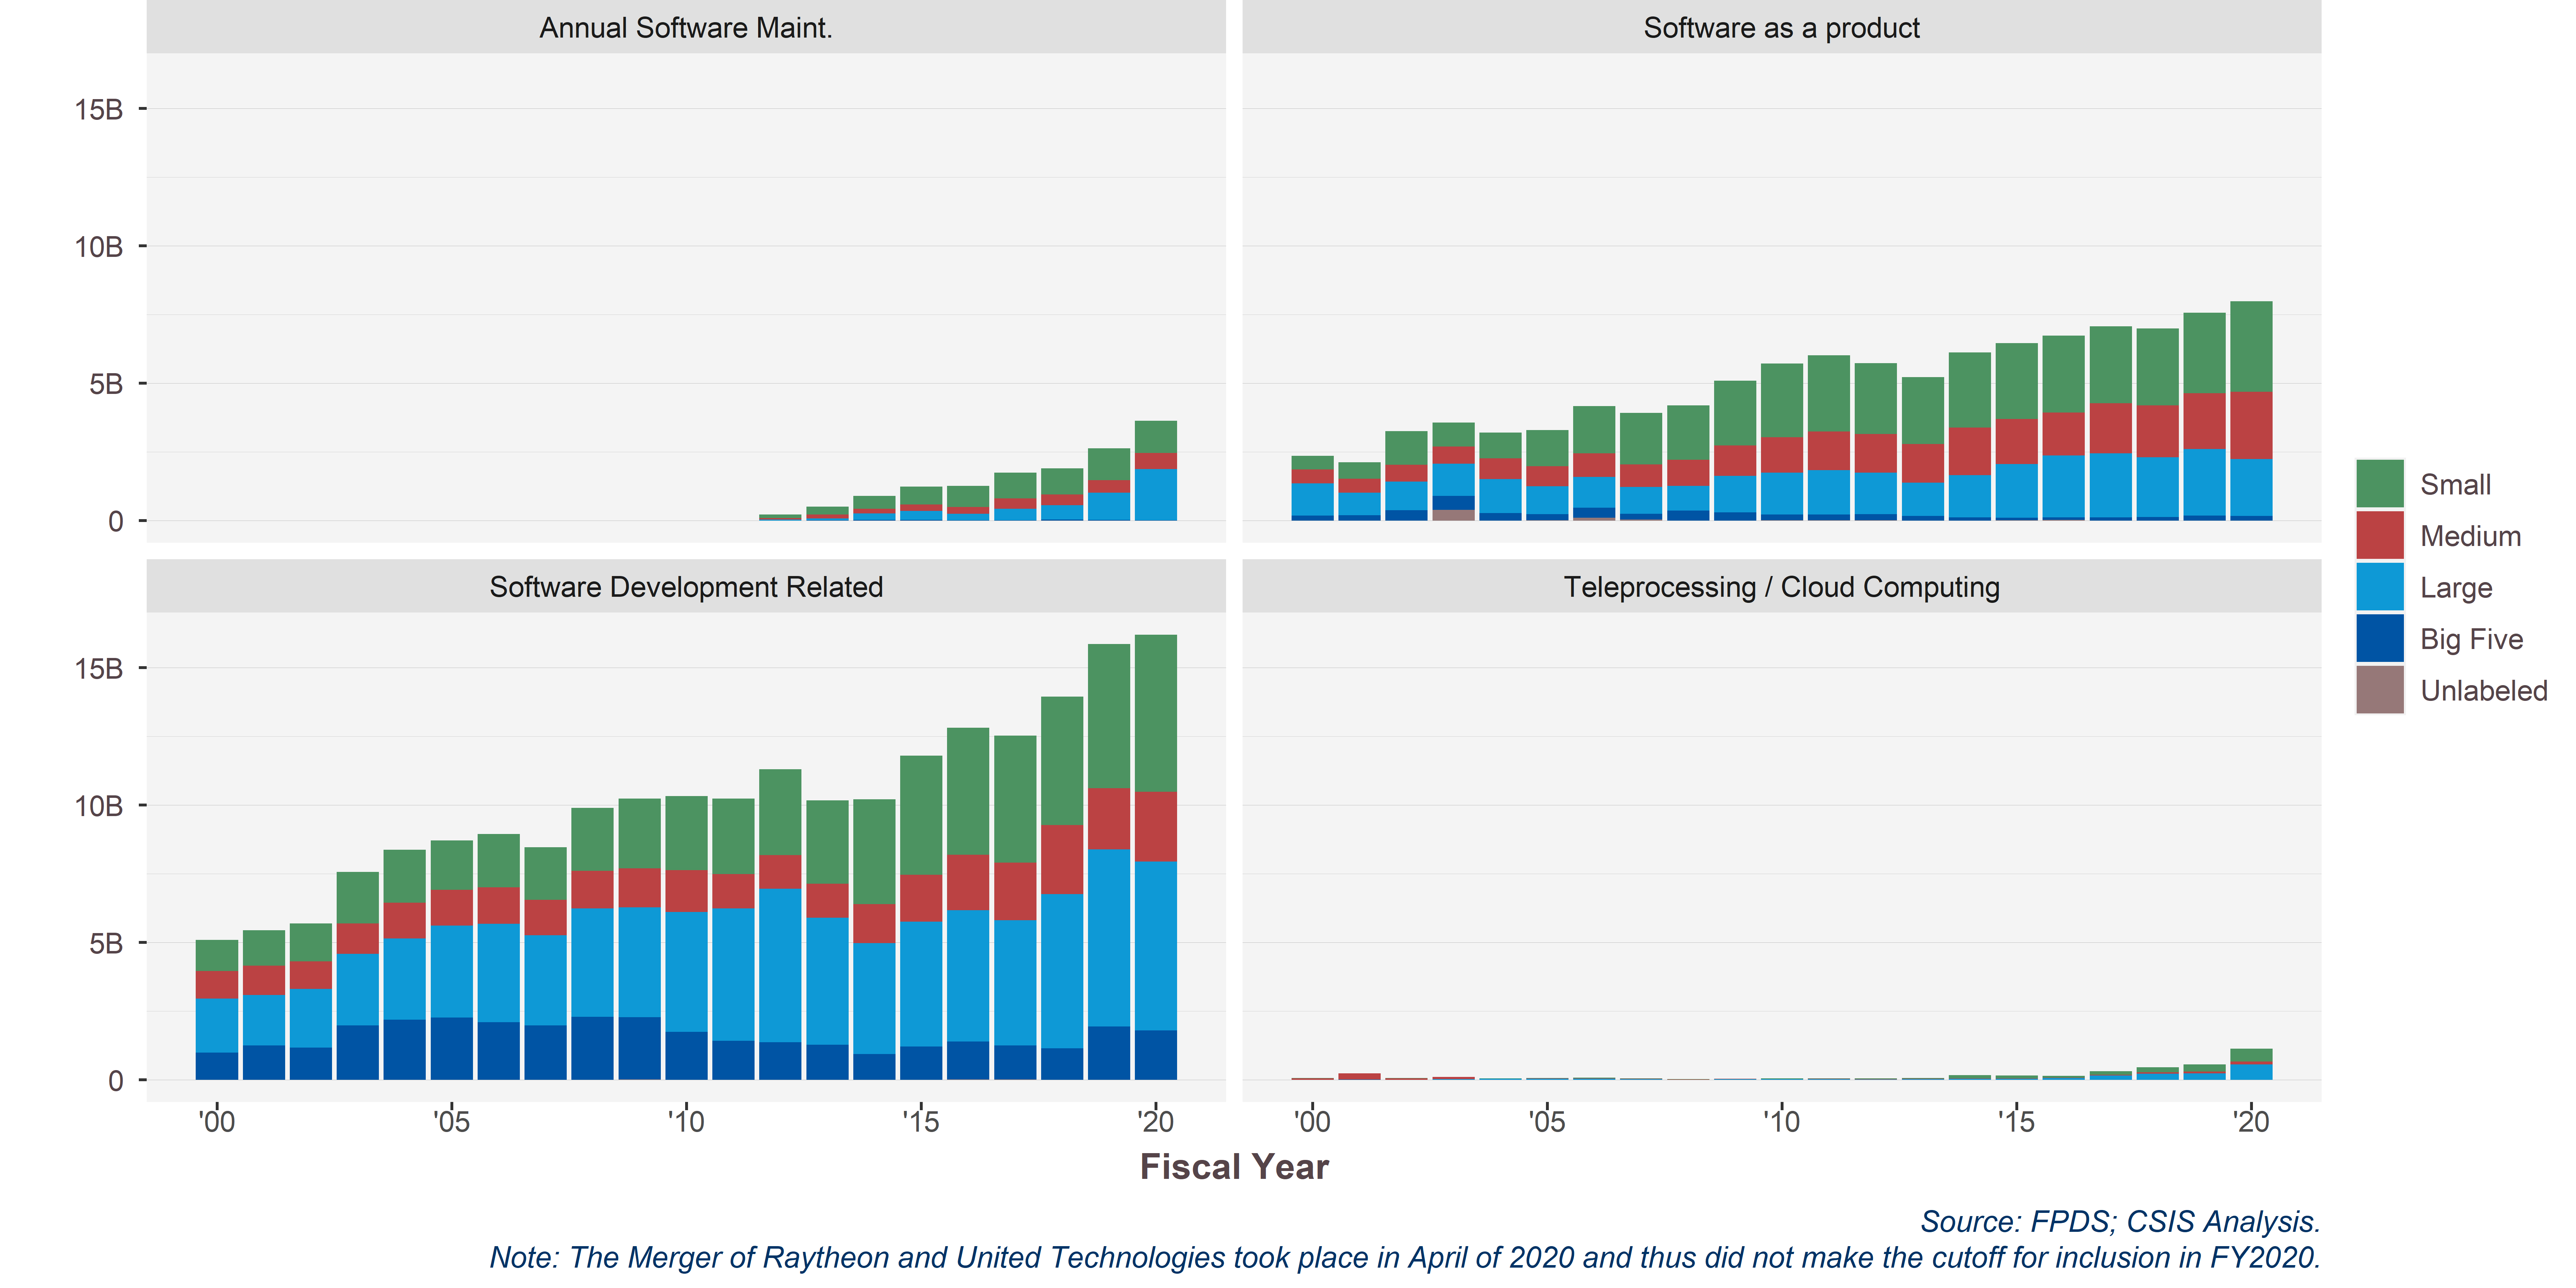 Annual Software Maint.
Software as a product
15B
10B
5B
0
Software Development Related
Teleprocessing / Cloud Computing
15B
10B
5B
0
'00 '05 '10 '15 '20
'00 '05 '10 '15 '20
Fiscal Year
Small
Medium
Large
Big Five
Unlabeled
Source: FPDS; CSIS Analysis.
Note: The Merger of Raytheon and United Technologies took place in April of 2020 and thus did not make the cutoff for inclusion in FY2020.